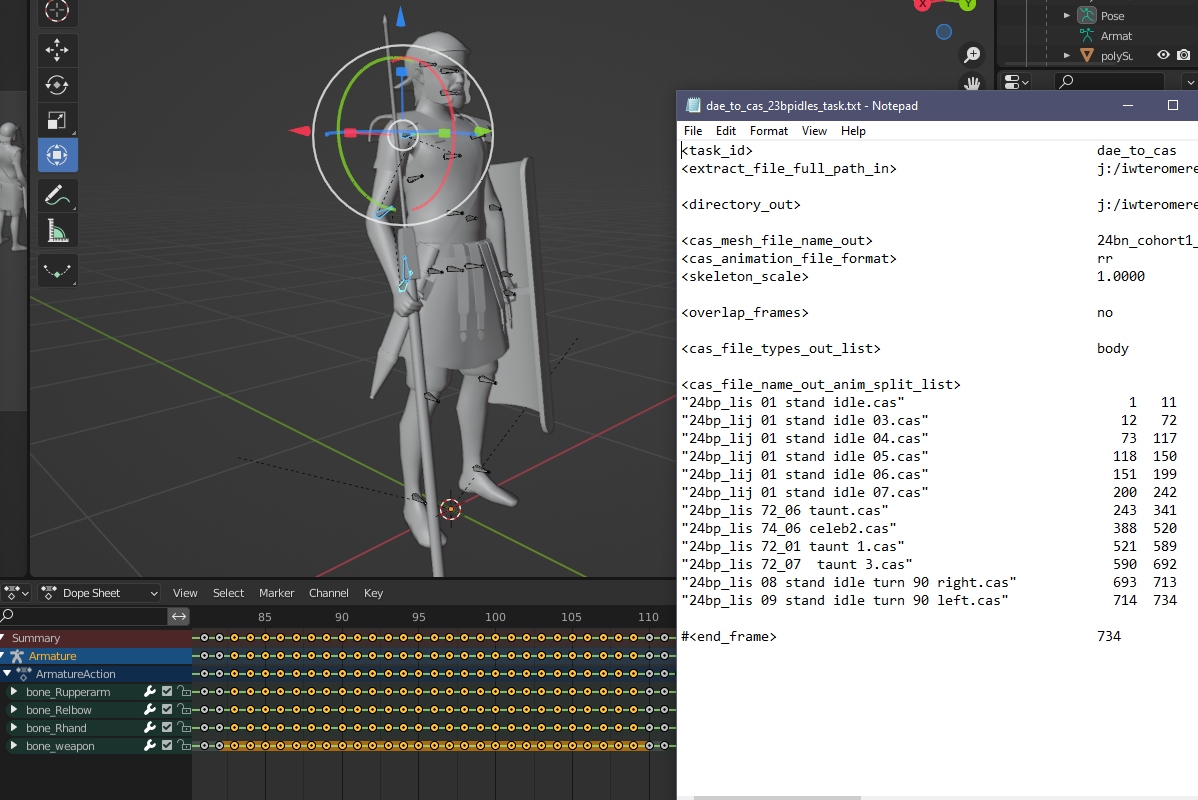 X
Y
Pose
Armat
polySu
dae_to_cas_23bpidles_task.txt - Notepad
File Edit Format View Help
<task_id> dae_to_cas
<extract_file_full_path_in> j:/iwteromere
<directory_out> j:/iwteromere
<cas_mesh_file_name_out> 24bn_cohort1_
<cas_animation_file_format> rr
<skeleton_scale> 1.0000
<overlap_frames> no
<cas_file_types_out_list> body
<cas_file_name_out_anim_split_list>
"24bp_lis 01 stand idle.cas" 1 11
"24bp_lij 01 stand idle 03.cas" 12 72
"24bp_lij 01 stand idle 04.cas" 73 117
"24bp_lij 01 stand idle 05.cas" 118 150
"24bp_lij 01 stand idle 06.cas" 151 199
"24bp_lij 01 stand idle 07.cas" 200 242
"24bp_lis 72_06 taunt.cas" 243 341
"24bp_lis 74_06 celeb2.cas" 388 520
"24bp_lis 72_01 taunt 1.cas" 521 589
"24bp_lis 72_07  taunt 3.cas" 590 692
"24bp_lis 08 stand idle turn 90 right.cas" 693 713
"24bp_lis 09 stand idle turn 90 left.cas" 714 734
#<end_frame> 734
Dope Sheet View Select Marker Channel Key
85 90 95 100 105 110
Summary
Armature
ArmatureAction
bone_Rupperarm
bone_Relbow
bone_Rhand
bone_weapon